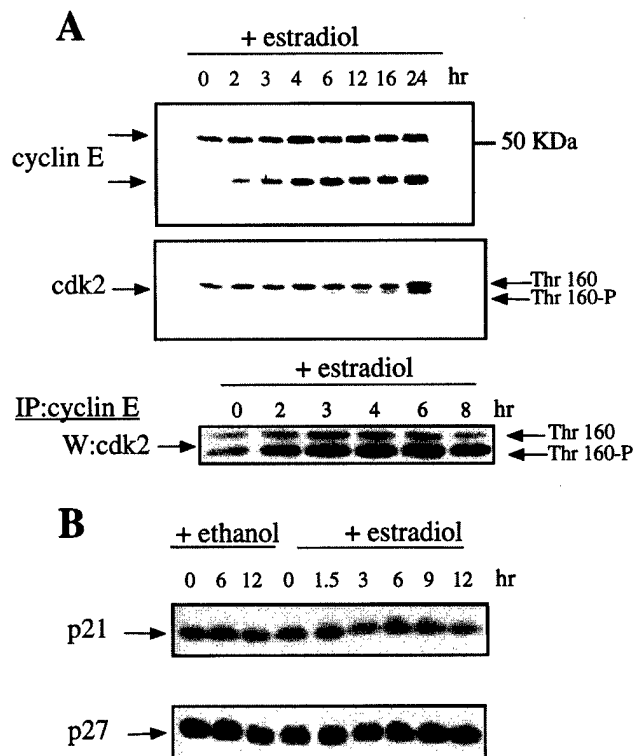 A
+ estradiol
0 2 3 4 6 12 16 24 hr
cyclin E
50 KDa
cdk2
Thr 160
Thr 160-P
+ estradiol
IP:cyclin E
0 2 3 4 6 8 hr
W:cdk2
Thr 160
Thr 160-P
B
+ ethanol + estradiol
0 6 12 0 1.5 3 6 9 12 hr
p21
p27